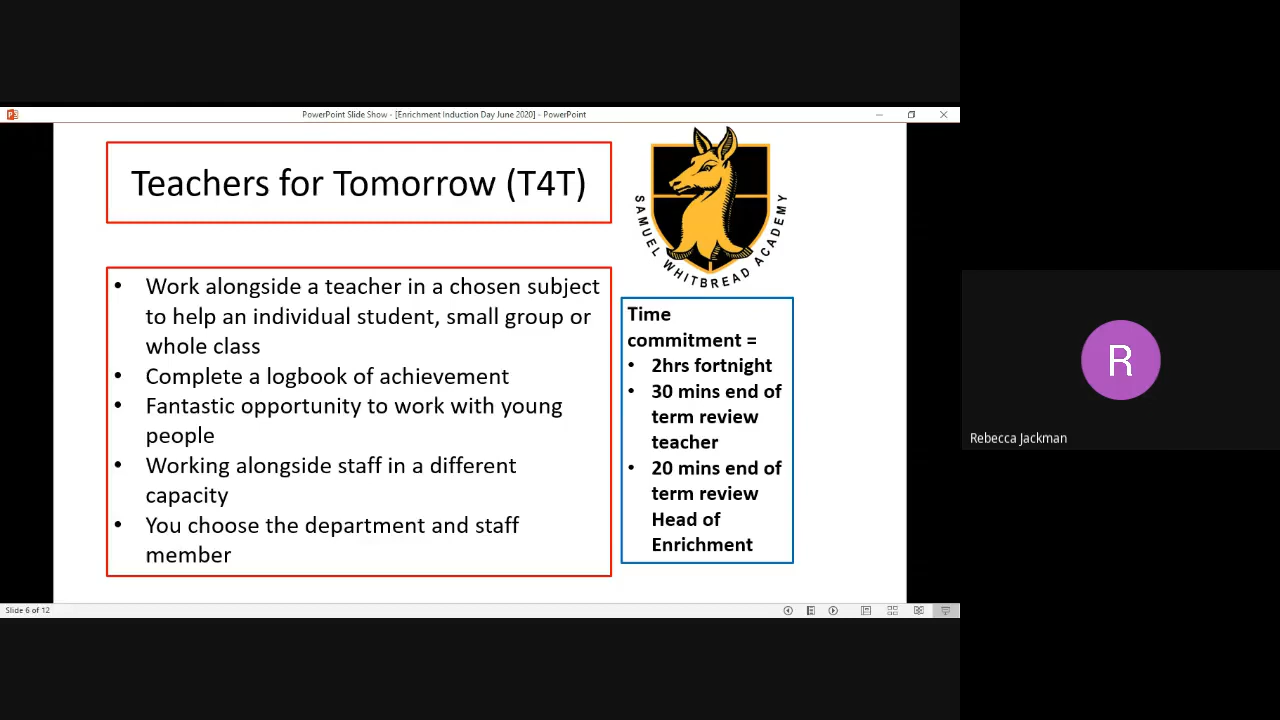 PowerPoint Slide Show - [Enrichment Induction Day June 2020] - PowerPoint
Teachers for Tomorrow (T4T)
SAMUEL WHITBREAD ACADEMY
• Work alongside a teacher in a chosen subject
to help an individual student, small group or
whole class
• Complete a logbook of achievement
• Fantastic opportunity to work with young
people
• Working alongside staff in a different
capacity
• You choose the department and staff
member
Time
commitment =
• 2hrs fortnight
• 30 mins end of
term review
teacher
• 20 mins end of
term review
Head of
Enrichment
R
Rebecca Jackman
Slide 6 of 12